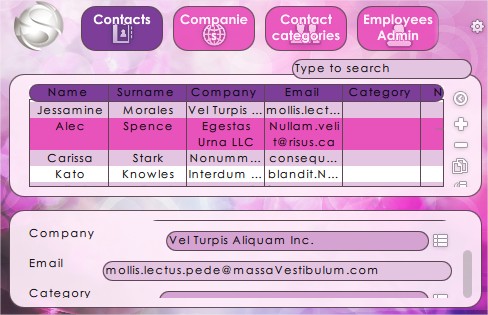 Contacts
Companie
Contact
categories
Employees
Admin
Type to search
Name Surname Company Email Category N
Jessamine Morales Vel Turpis ... mollis.lect...
Alec Spence Egestas Nullam.veli
Urna LLC t@risus.ca
Carissa Stark Nonumm... consequ...
Kato Knowles Interdum ... blandit.N...
Company
Vel Turpis Aliquam Inc.
Email
mollis.lectus.pede@massaVestibulum.com
Category